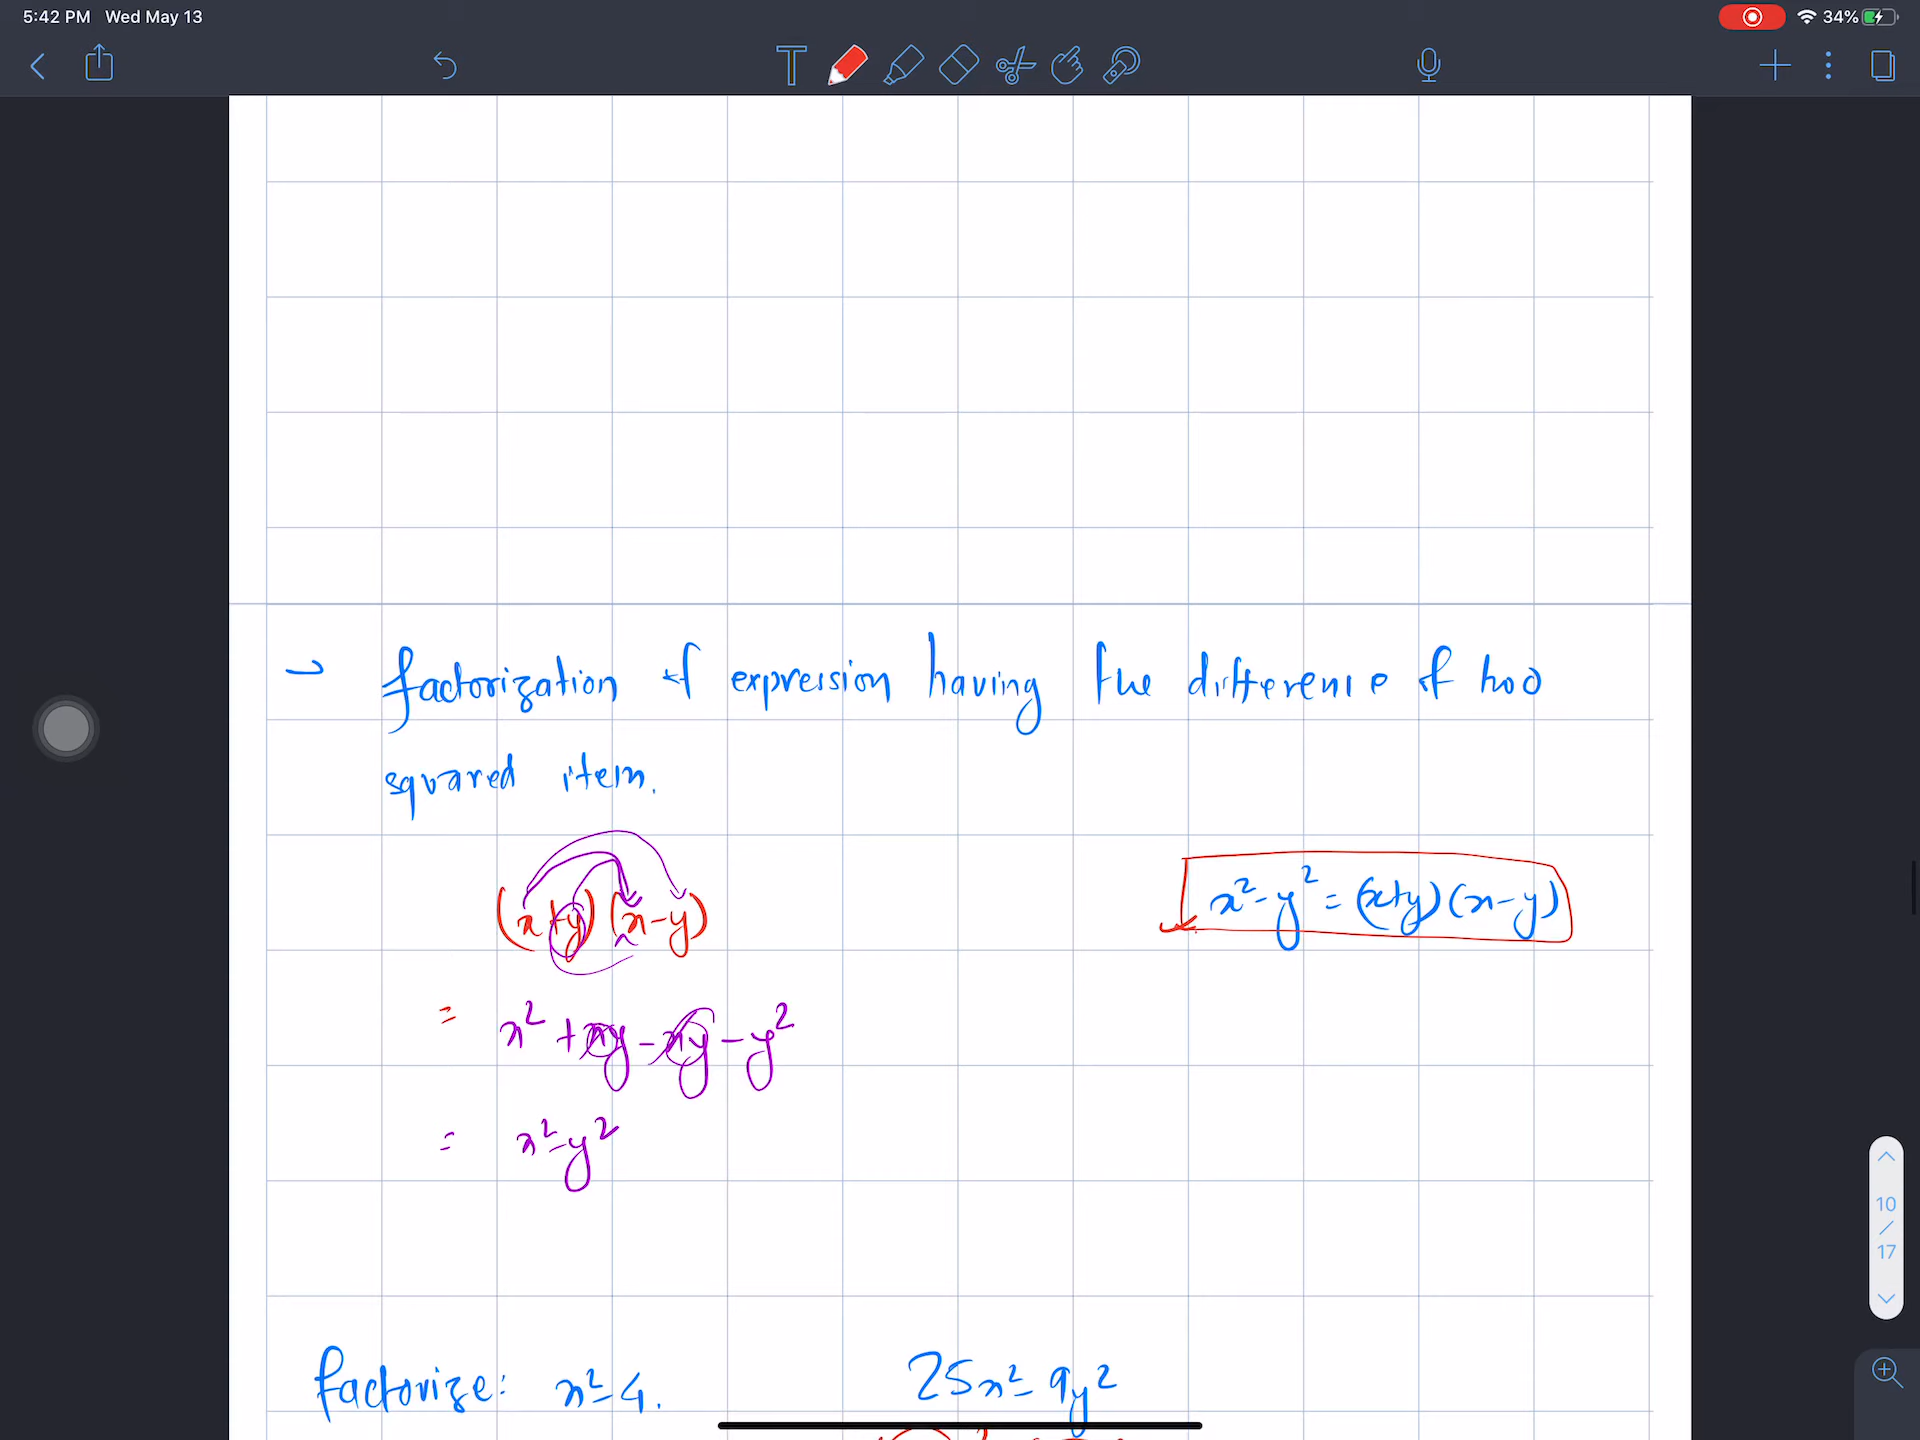 5:42 PM Wed May 13
34%
→ factorization of expression having the difference of two
squared item.
(x+y)(x-y)
x² - y² = (x+y)(x-y)
= x² + xy - xy - y²
= x² - y²
10
/
17
factorize: x² - 4. 25x² - 9y²